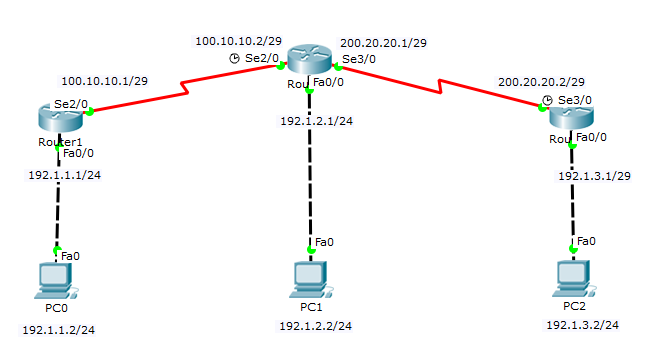 100.10.10.2/29
200.20.20.1/29
Se2/0
Se3/0
100.10.10.1/29
Rou
Fa0/0
200.20.20.2/29
Se2/0
Se3/0
192.1.2.1/24
Router1
Fa0/0
Rou
Fa0/0
192.1.1.1/24
192.1.3.1/29
Fa0
Fa0
Fa0
PC0
PC1
PC2
192.1.1.2/24
192.1.2.2/24
192.1.3.2/24